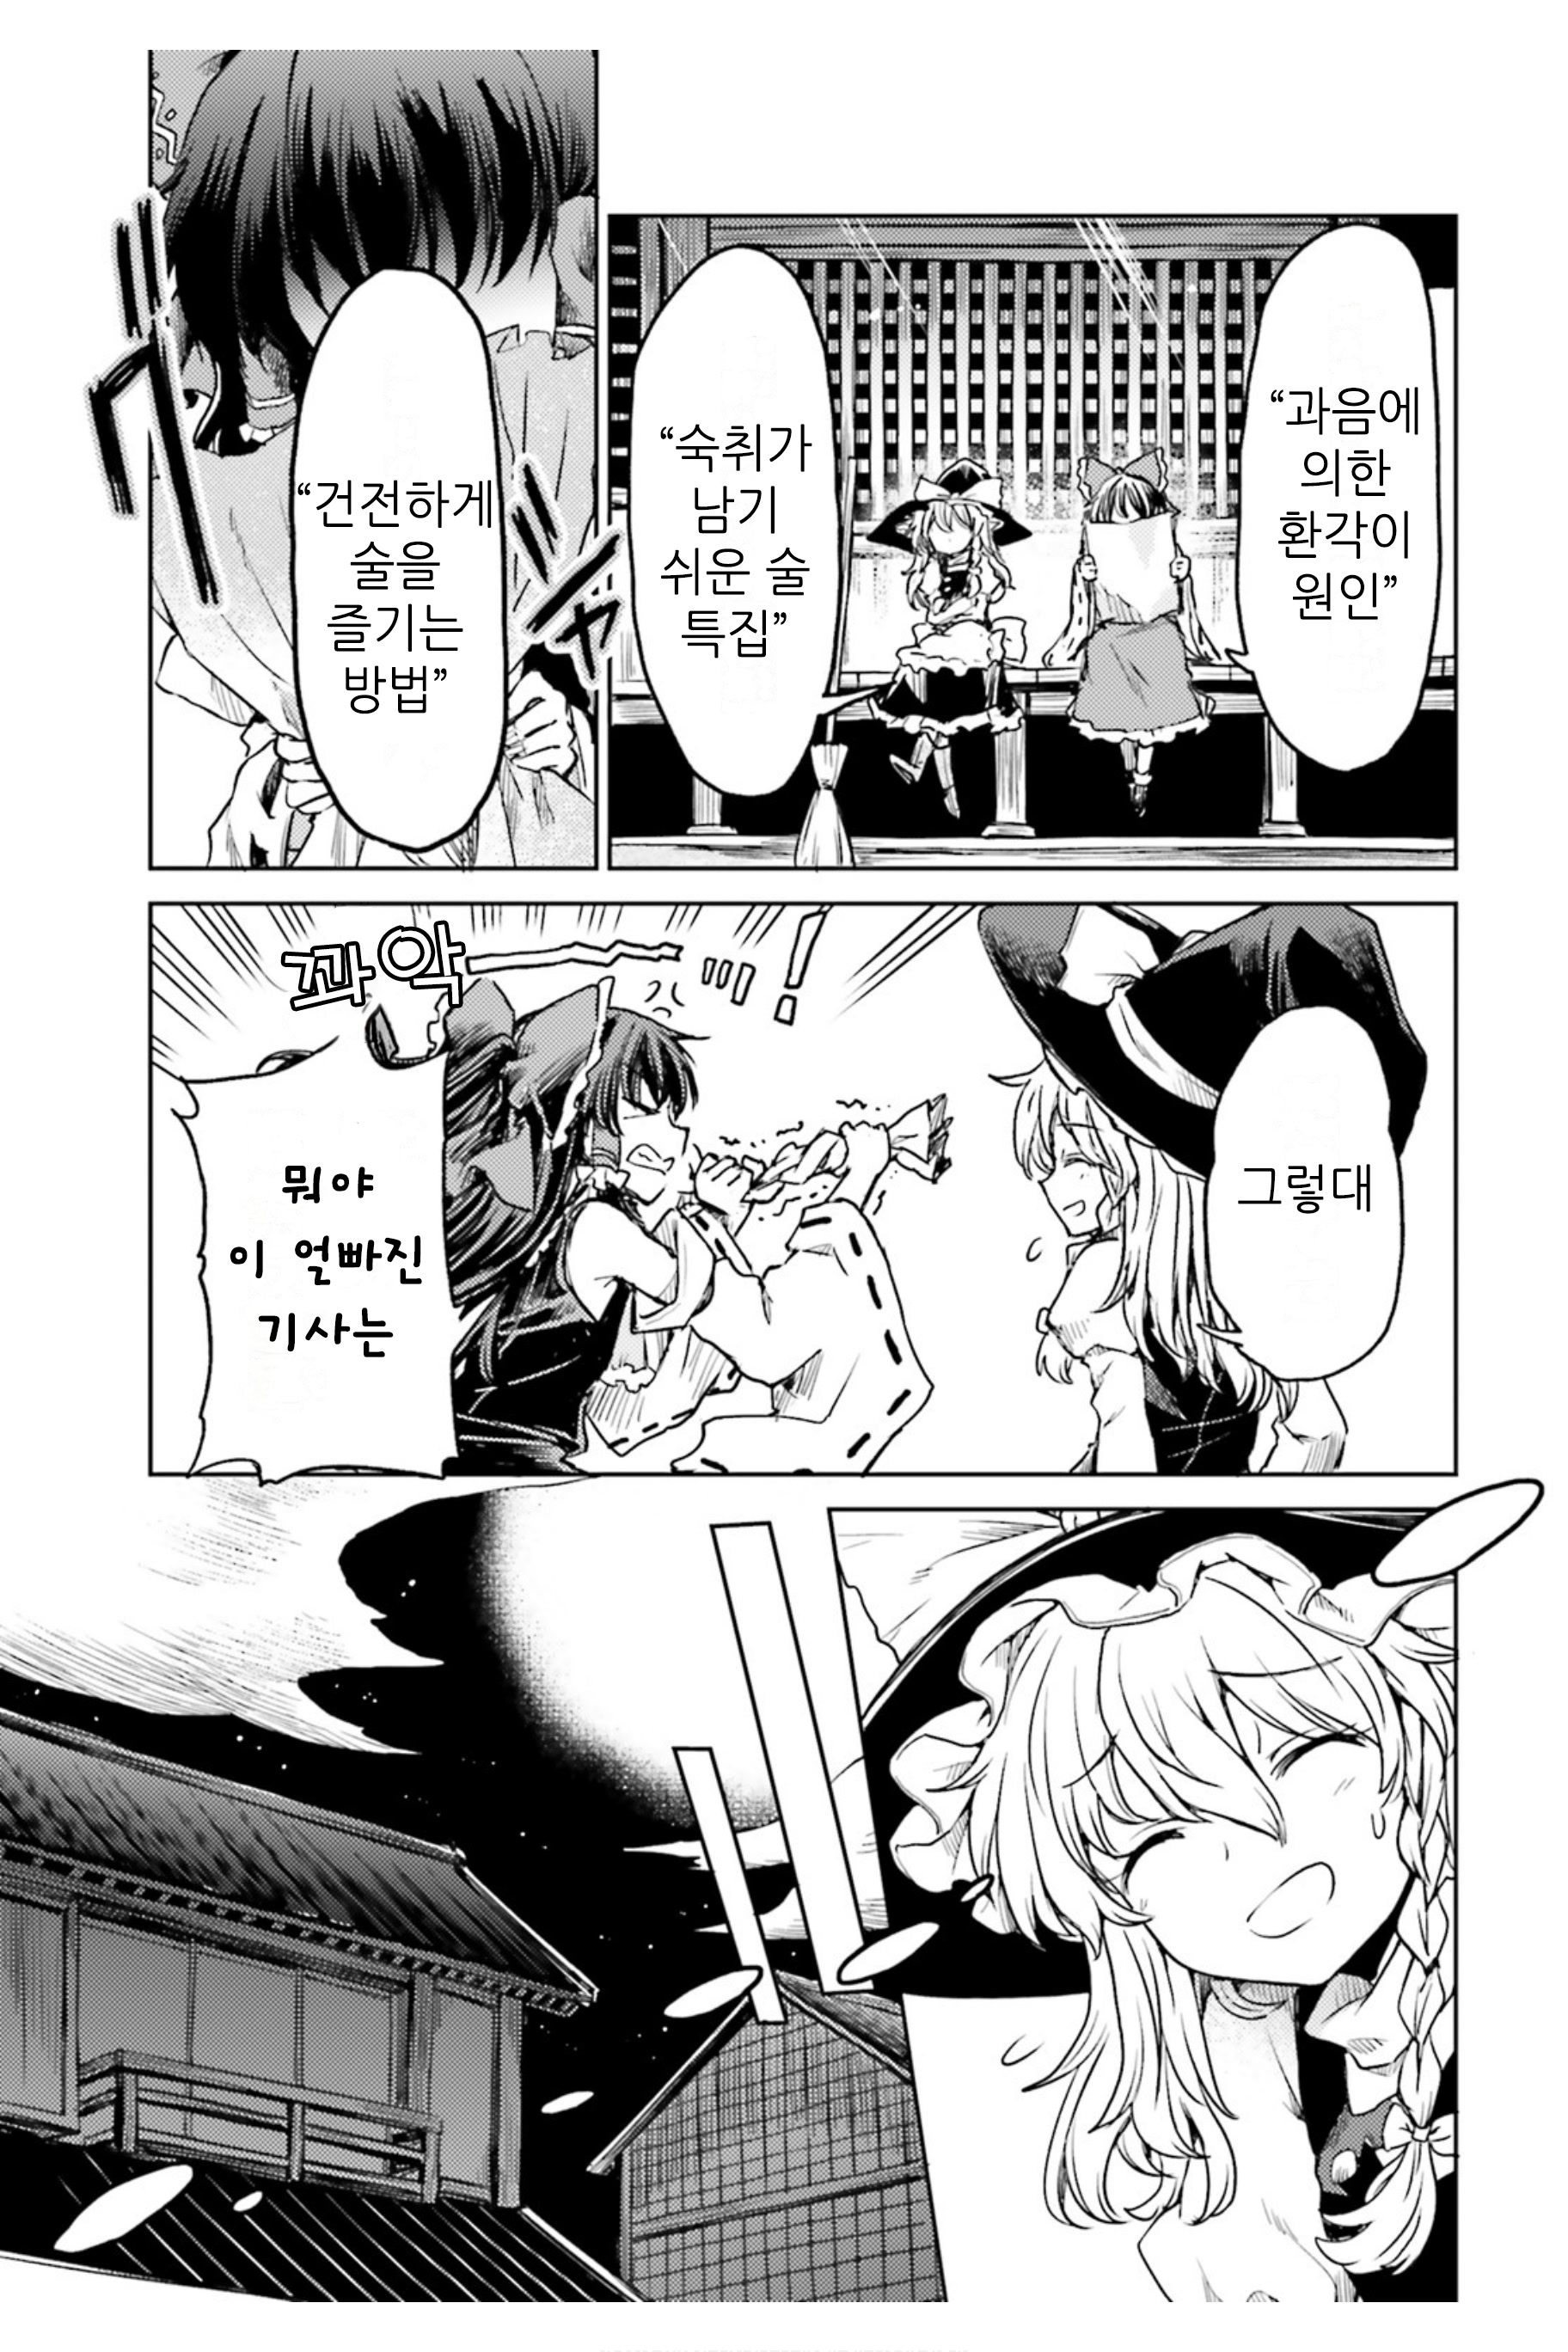 “과음에
의한
환각이
원인”
“숙취가
남기
쉬운 술
특집”
“건전하게
술을
즐기는
방법”
그렇대
꽈악
뭐야
이 얼빠진
기사는